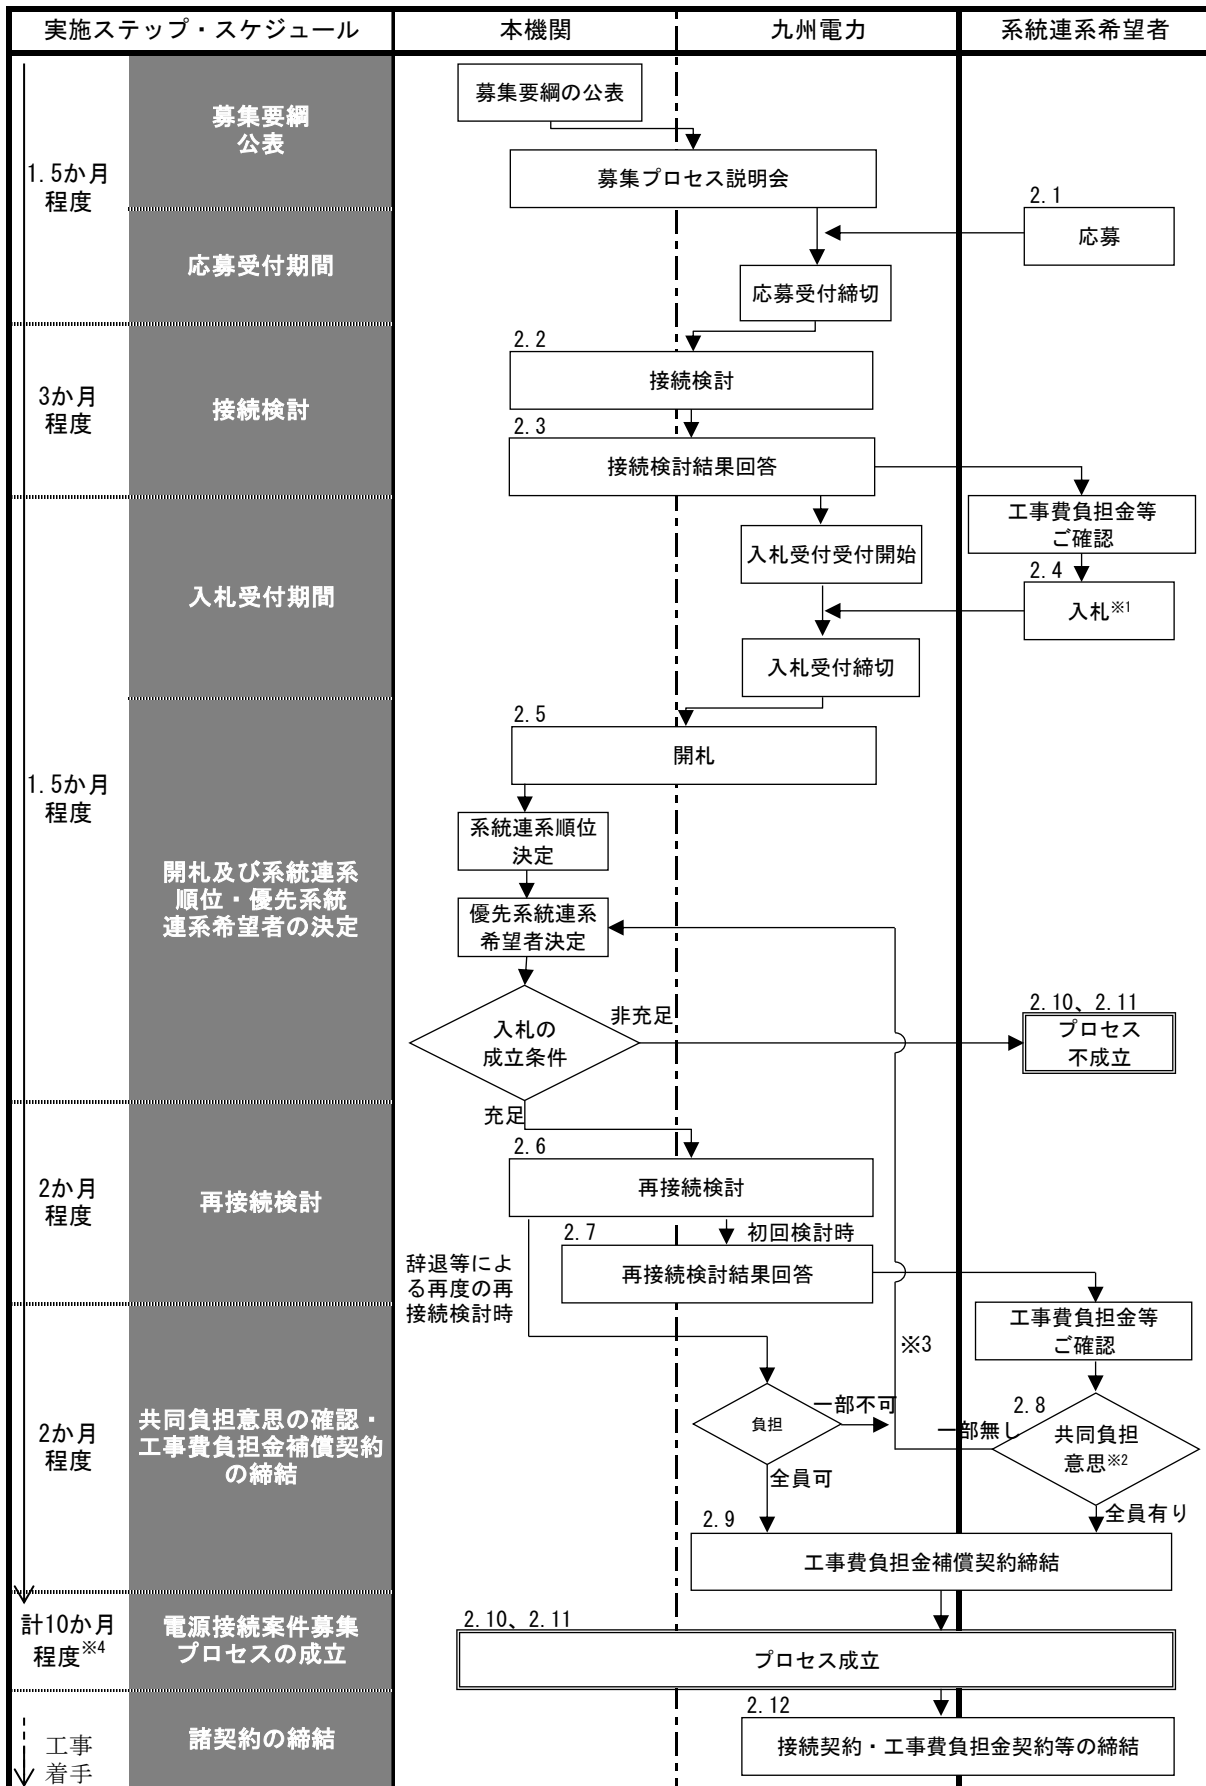 実施ステップ・スケジュール
本機関
九州電力
系統連系希望者
1.5か月
程度
募集要綱
公表
募集要綱の公表
募集プロセス説明会
応募受付期間
2.1
応募
応募受付締切
3か月
程度
接続検討
2.2
接続検討
2.3
接続検討結果回答
工事費負担金等
ご確認
入札受付期間
入札受付受付開始
2.4
入札※1
入札受付締切
1.5か月
程度
開札及び系統連系
順位・優先系統
連系希望者の決定
2.5
開札
系統連系順位
決定
優先系統連系
希望者決定
入札の
成立条件
非充足
2.10、2.11
プロセス
不成立
充足
2か月
程度
再接続検討
2.6
再接続検討
初回検討時
2.7
再接続検討結果回答
辞退等によ
る再度の再
接続検討時
工事費負担金等
ご確認
※3
2か月
程度
共同負担意思の確認・
工事費負担金補償契約
の締結
負担
一部不可
全員可
2.8
一部無し
共同負担
意思※2
全員有り
2.9
工事費負担金補償契約締結
計10か月
程度※4
電源接続案件募集
プロセスの成立
2.10、2.11
プロセス成立
工事
着手
諸契約の締結
2.12
接続契約・工事費負担金契約等の締結